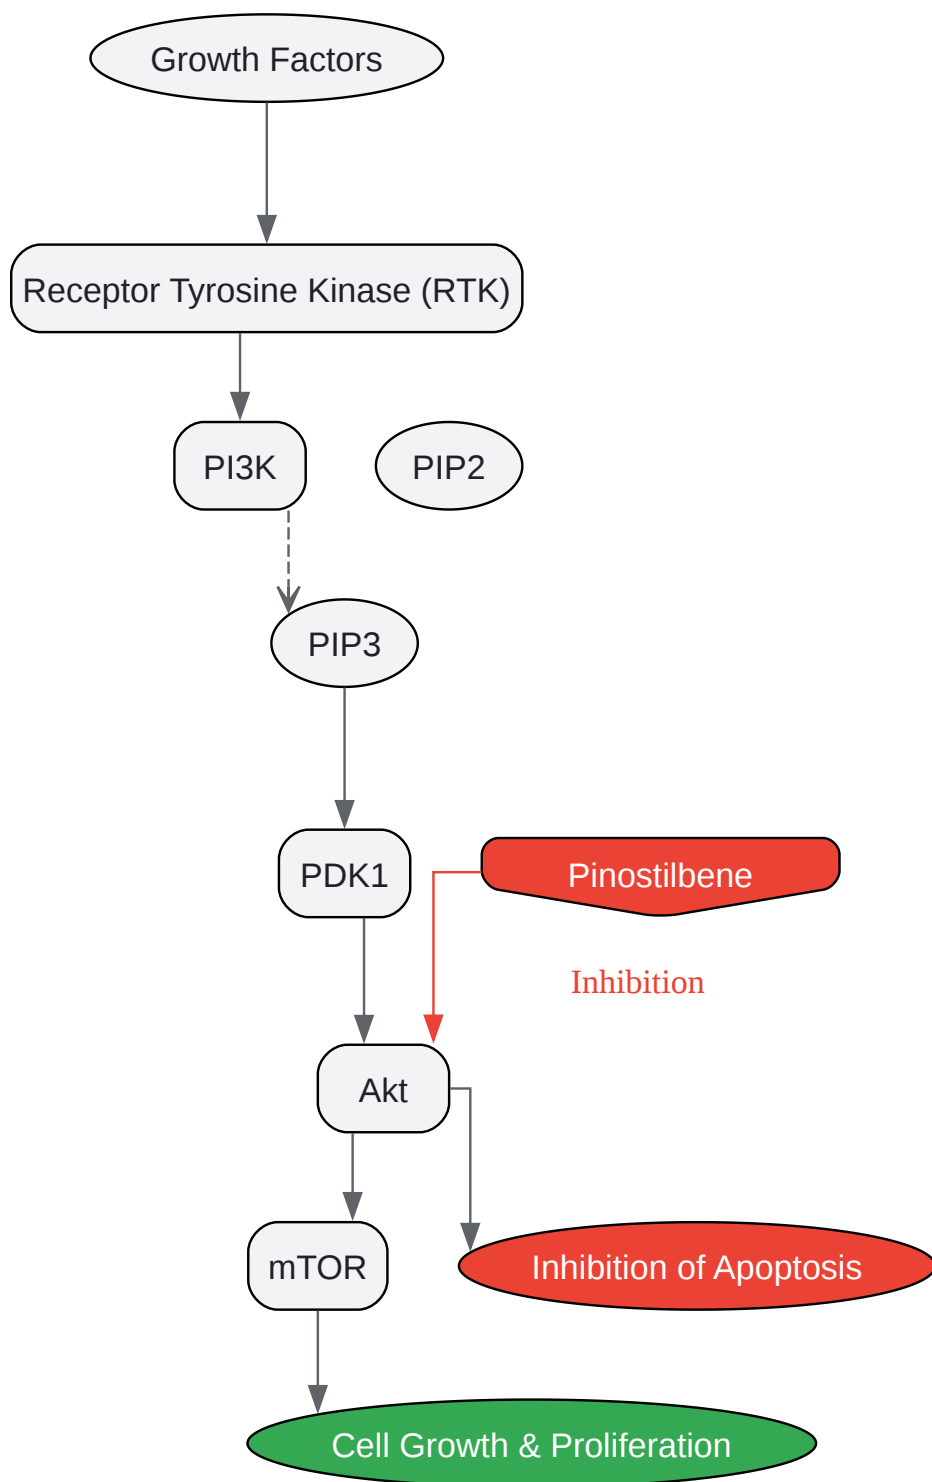 Growth Factors
Receptor Tyrosine Kinase (RTK)
PI3K
PIP2
PIP3
PDK1
Pinostilbene
Inhibition
Akt
mTOR
Inhibition of Apoptosis
Cell Growth & Proliferation